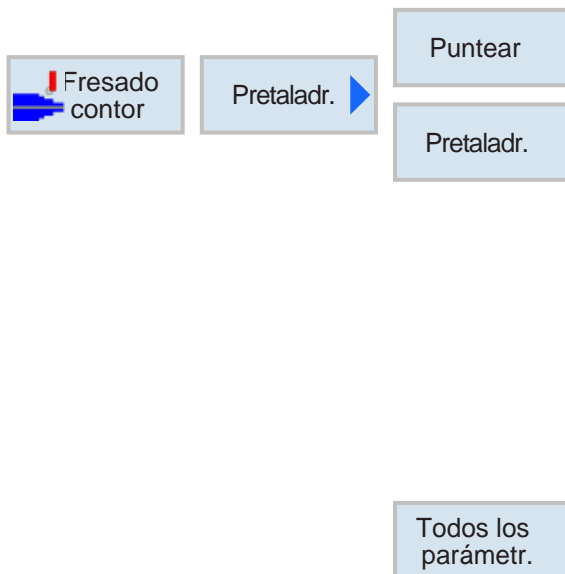 Fresado
contor
Pretaladr.
Puntear
Pretaladr.
Todos los
parámetr.